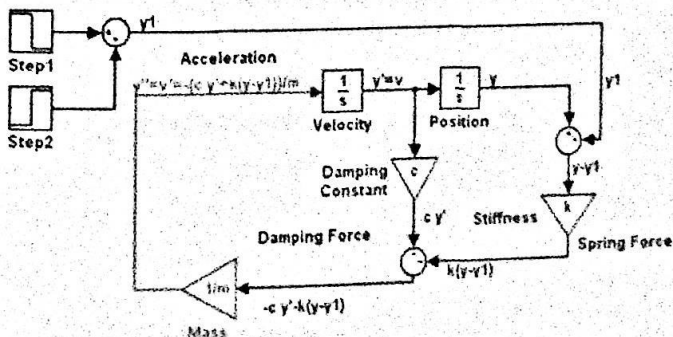 y1
Step1
Step2
Acceleration
y''=v'=-(c y'+k(y-y1))/m
1
s
y'=v
1
s
y
y1
Velocity
Position
y-y1
Damping
Constant
c
Stiffness
k
c y'
Damping Force
Spring Force
k(y-y1)
1/m
-c y'-k(y-y1)
Mass